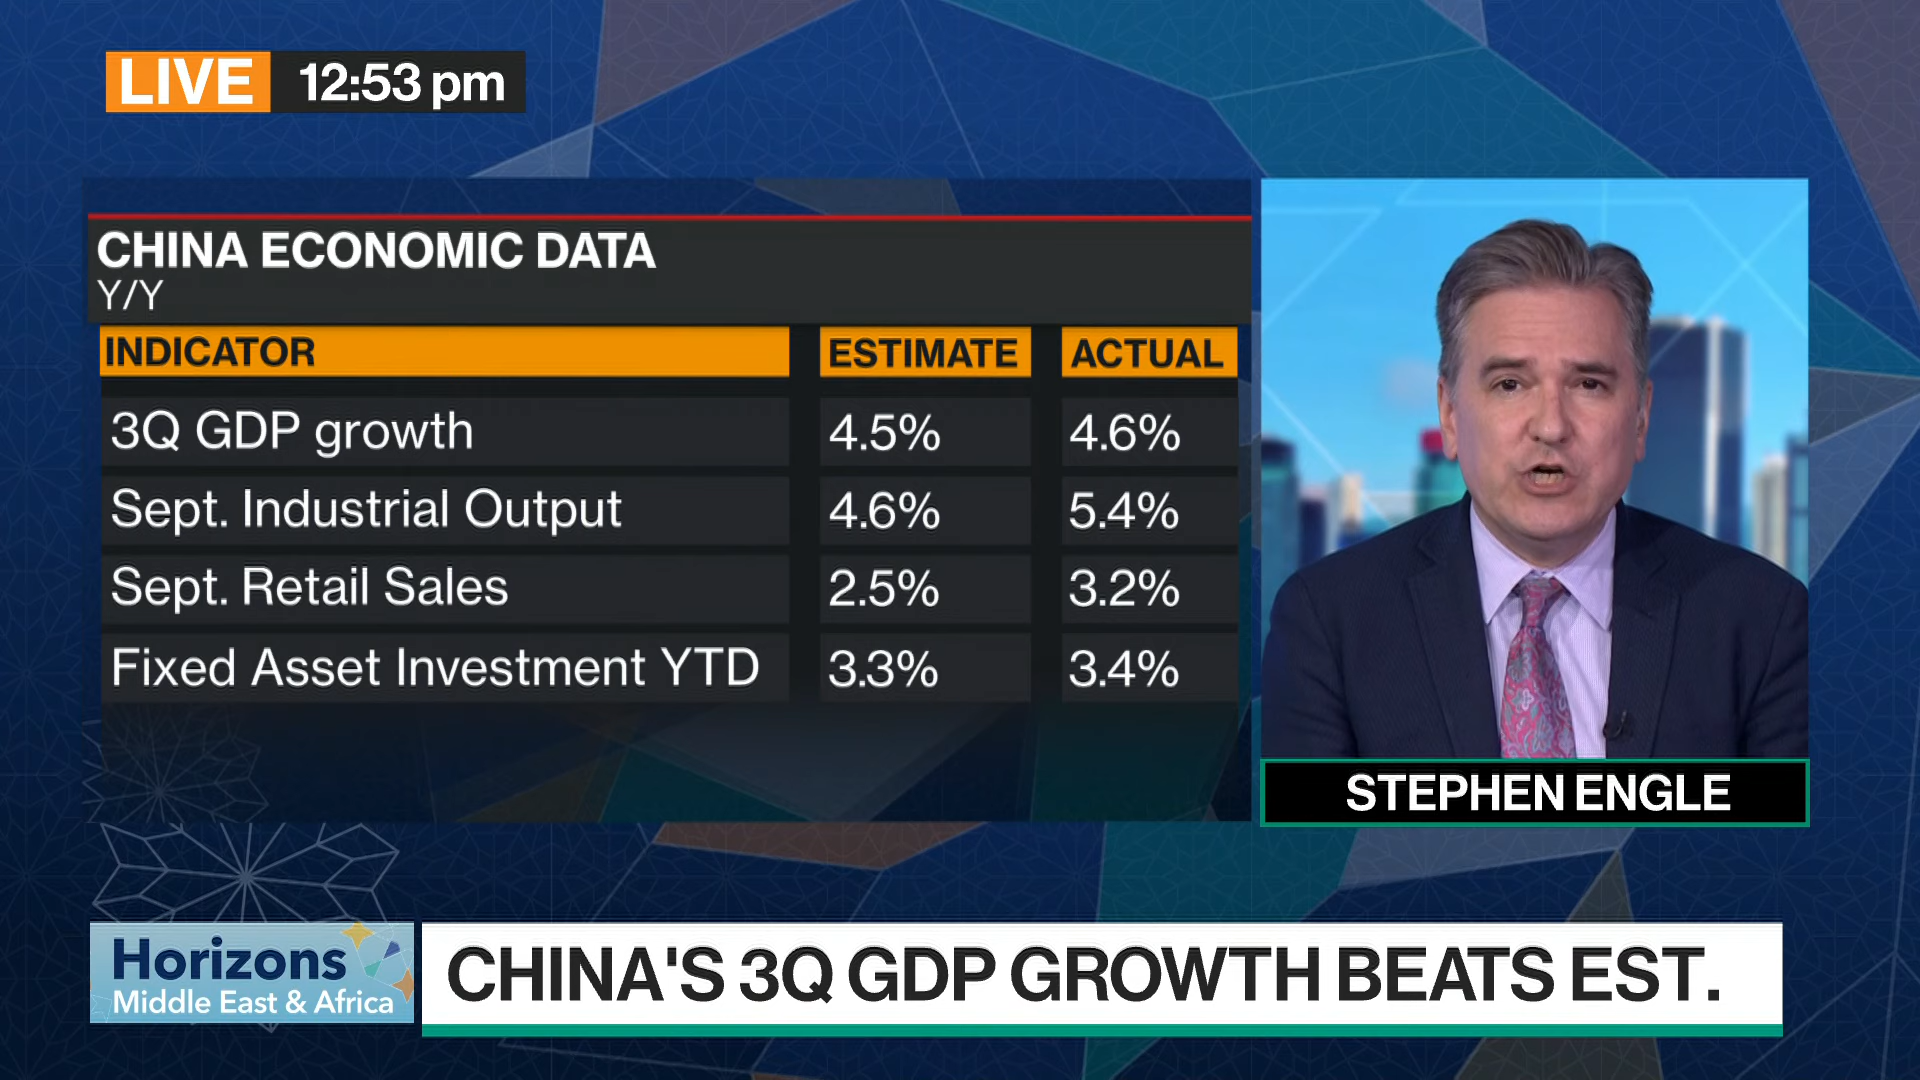 LIVE 12:53 pm
CHINA ECONOMIC DATA
Y/Y
INDICATOR ESTIMATE ACTUAL
3Q GDP growth 4.5% 4.6%
Sept. Industrial Output 4.6% 5.4%
Sept. Retail Sales 2.5% 3.2%
Fixed Asset Investment YTD 3.3% 3.4%
STEPHEN ENGLE
Horizons
Middle East & Africa
CHINA'S 3Q GDP GROWTH BEATS EST.